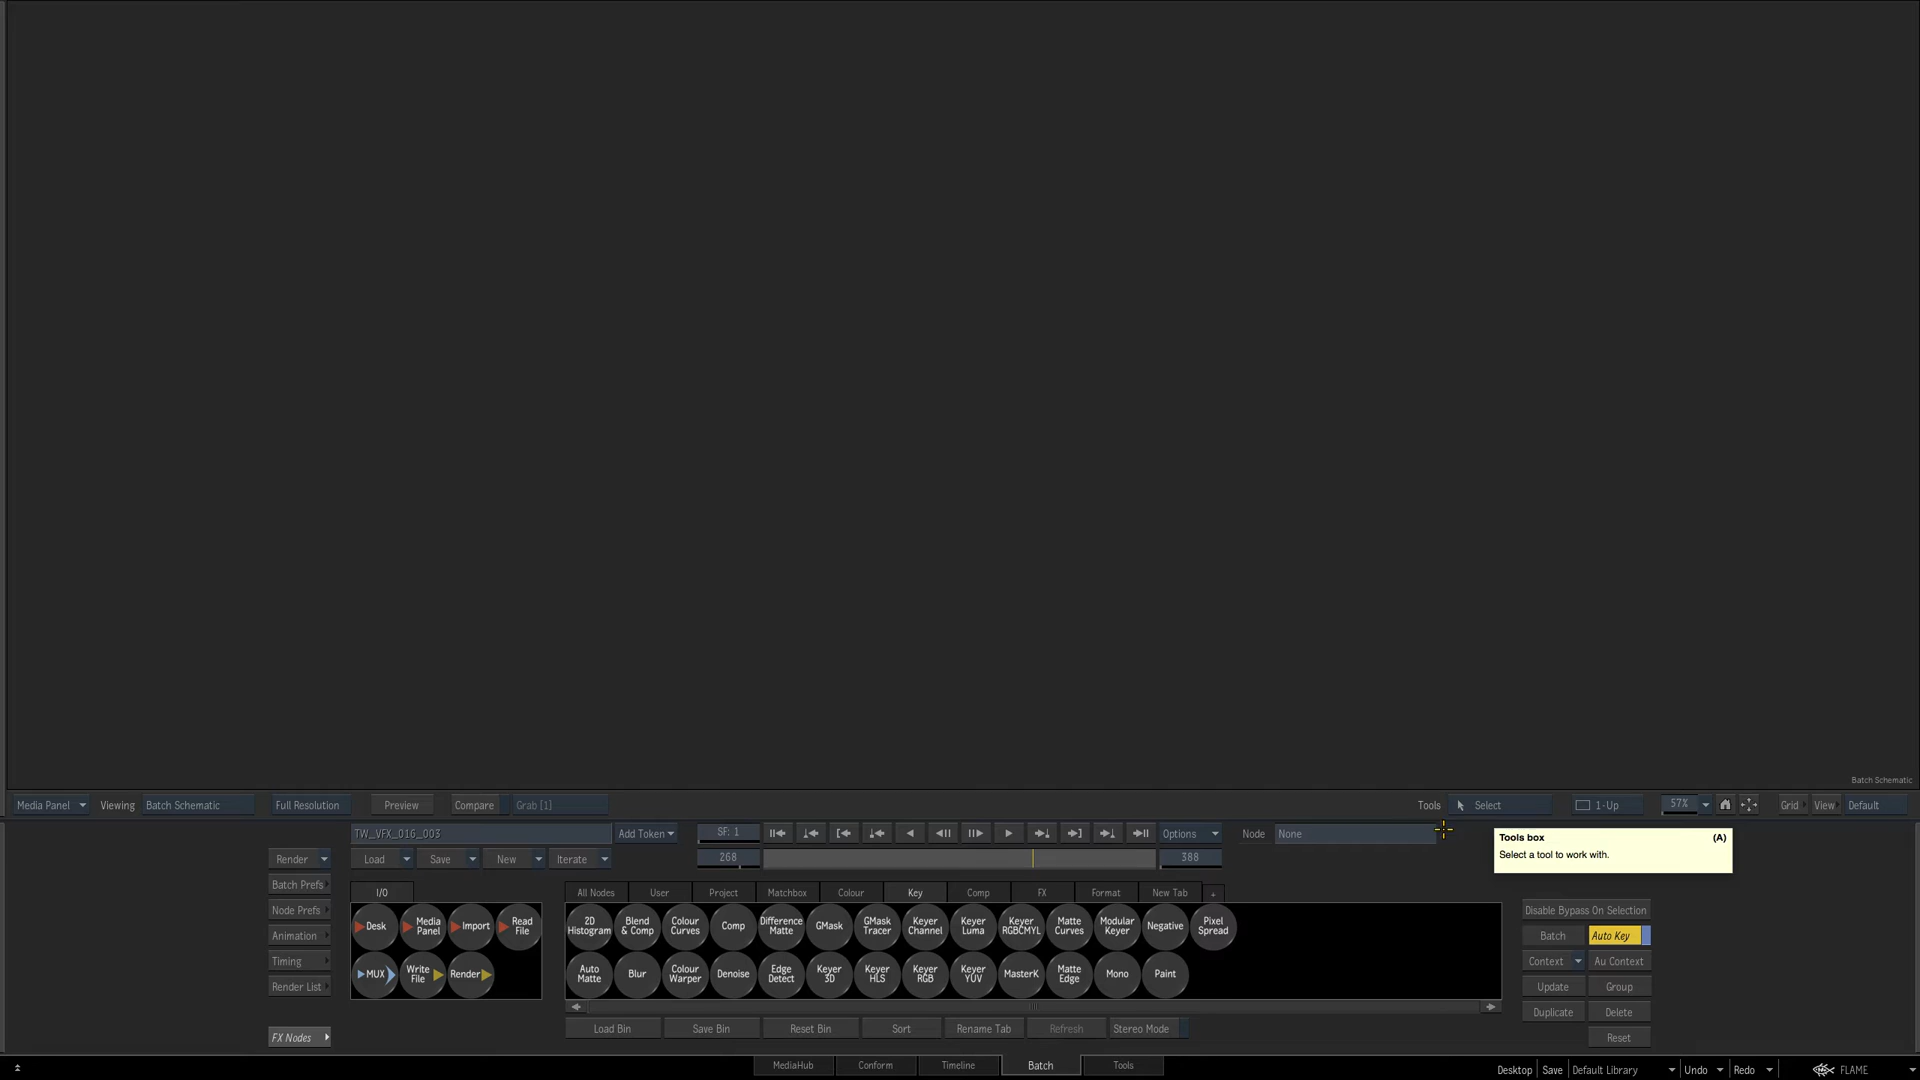 Batch Schematic
Media Panel Viewing Batch Schematic Full Resolution Preview Compare Grab [1] Tools Select 1-Up 57% Grid View Default
TW_VFX_016_003 Add Token SF: 1 Options Node None
Tools box (A)
Select a tool to work with.
Render Load Save New Iterate 268 388
Batch Prefs I/O All Nodes User Project Matchbox Colour Key Comp FX Format New Tab +
Node Prefs
Animation
Timing
Render List
FX Nodes
Desk Media Panel Import Read File
MUX Write File Render
2D Histogram Blend & Comp Colour Curves Comp Difference Matte GMask GMask Tracer Keyer Channel Keyer Luma Keyer RGBCMYL Matte Curves Modular Keyer Negative Pixel Spread
Auto Matte Blur Colour Warper Denoise Edge Detect Keyer 3D Keyer HLS Keyer RGB Keyer YUV MasterK Matte Edge Mono Paint
Disable Bypass On Selection
Batch Auto Key
Context Au Context
Update Group
Duplicate Delete
Reset
Load Bin Save Bin Reset Bin Sort Rename Tab Refresh Stereo Mode
MediaHub Conform Timeline Batch Tools
Desktop Save Default Library Undo Redo FLAME